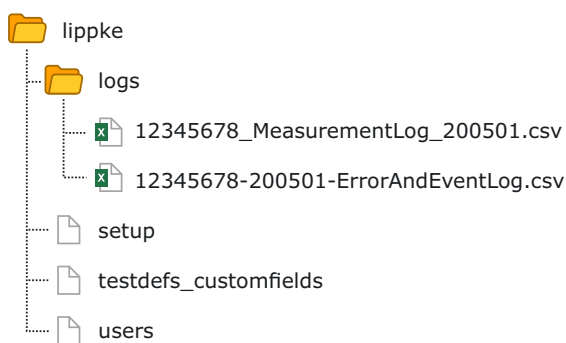 lippke
logs
12345678_MeasurementLog_200501.csv
12345678-200501-ErrorAndEventLog.csv
setup
testdefs_customfields
users